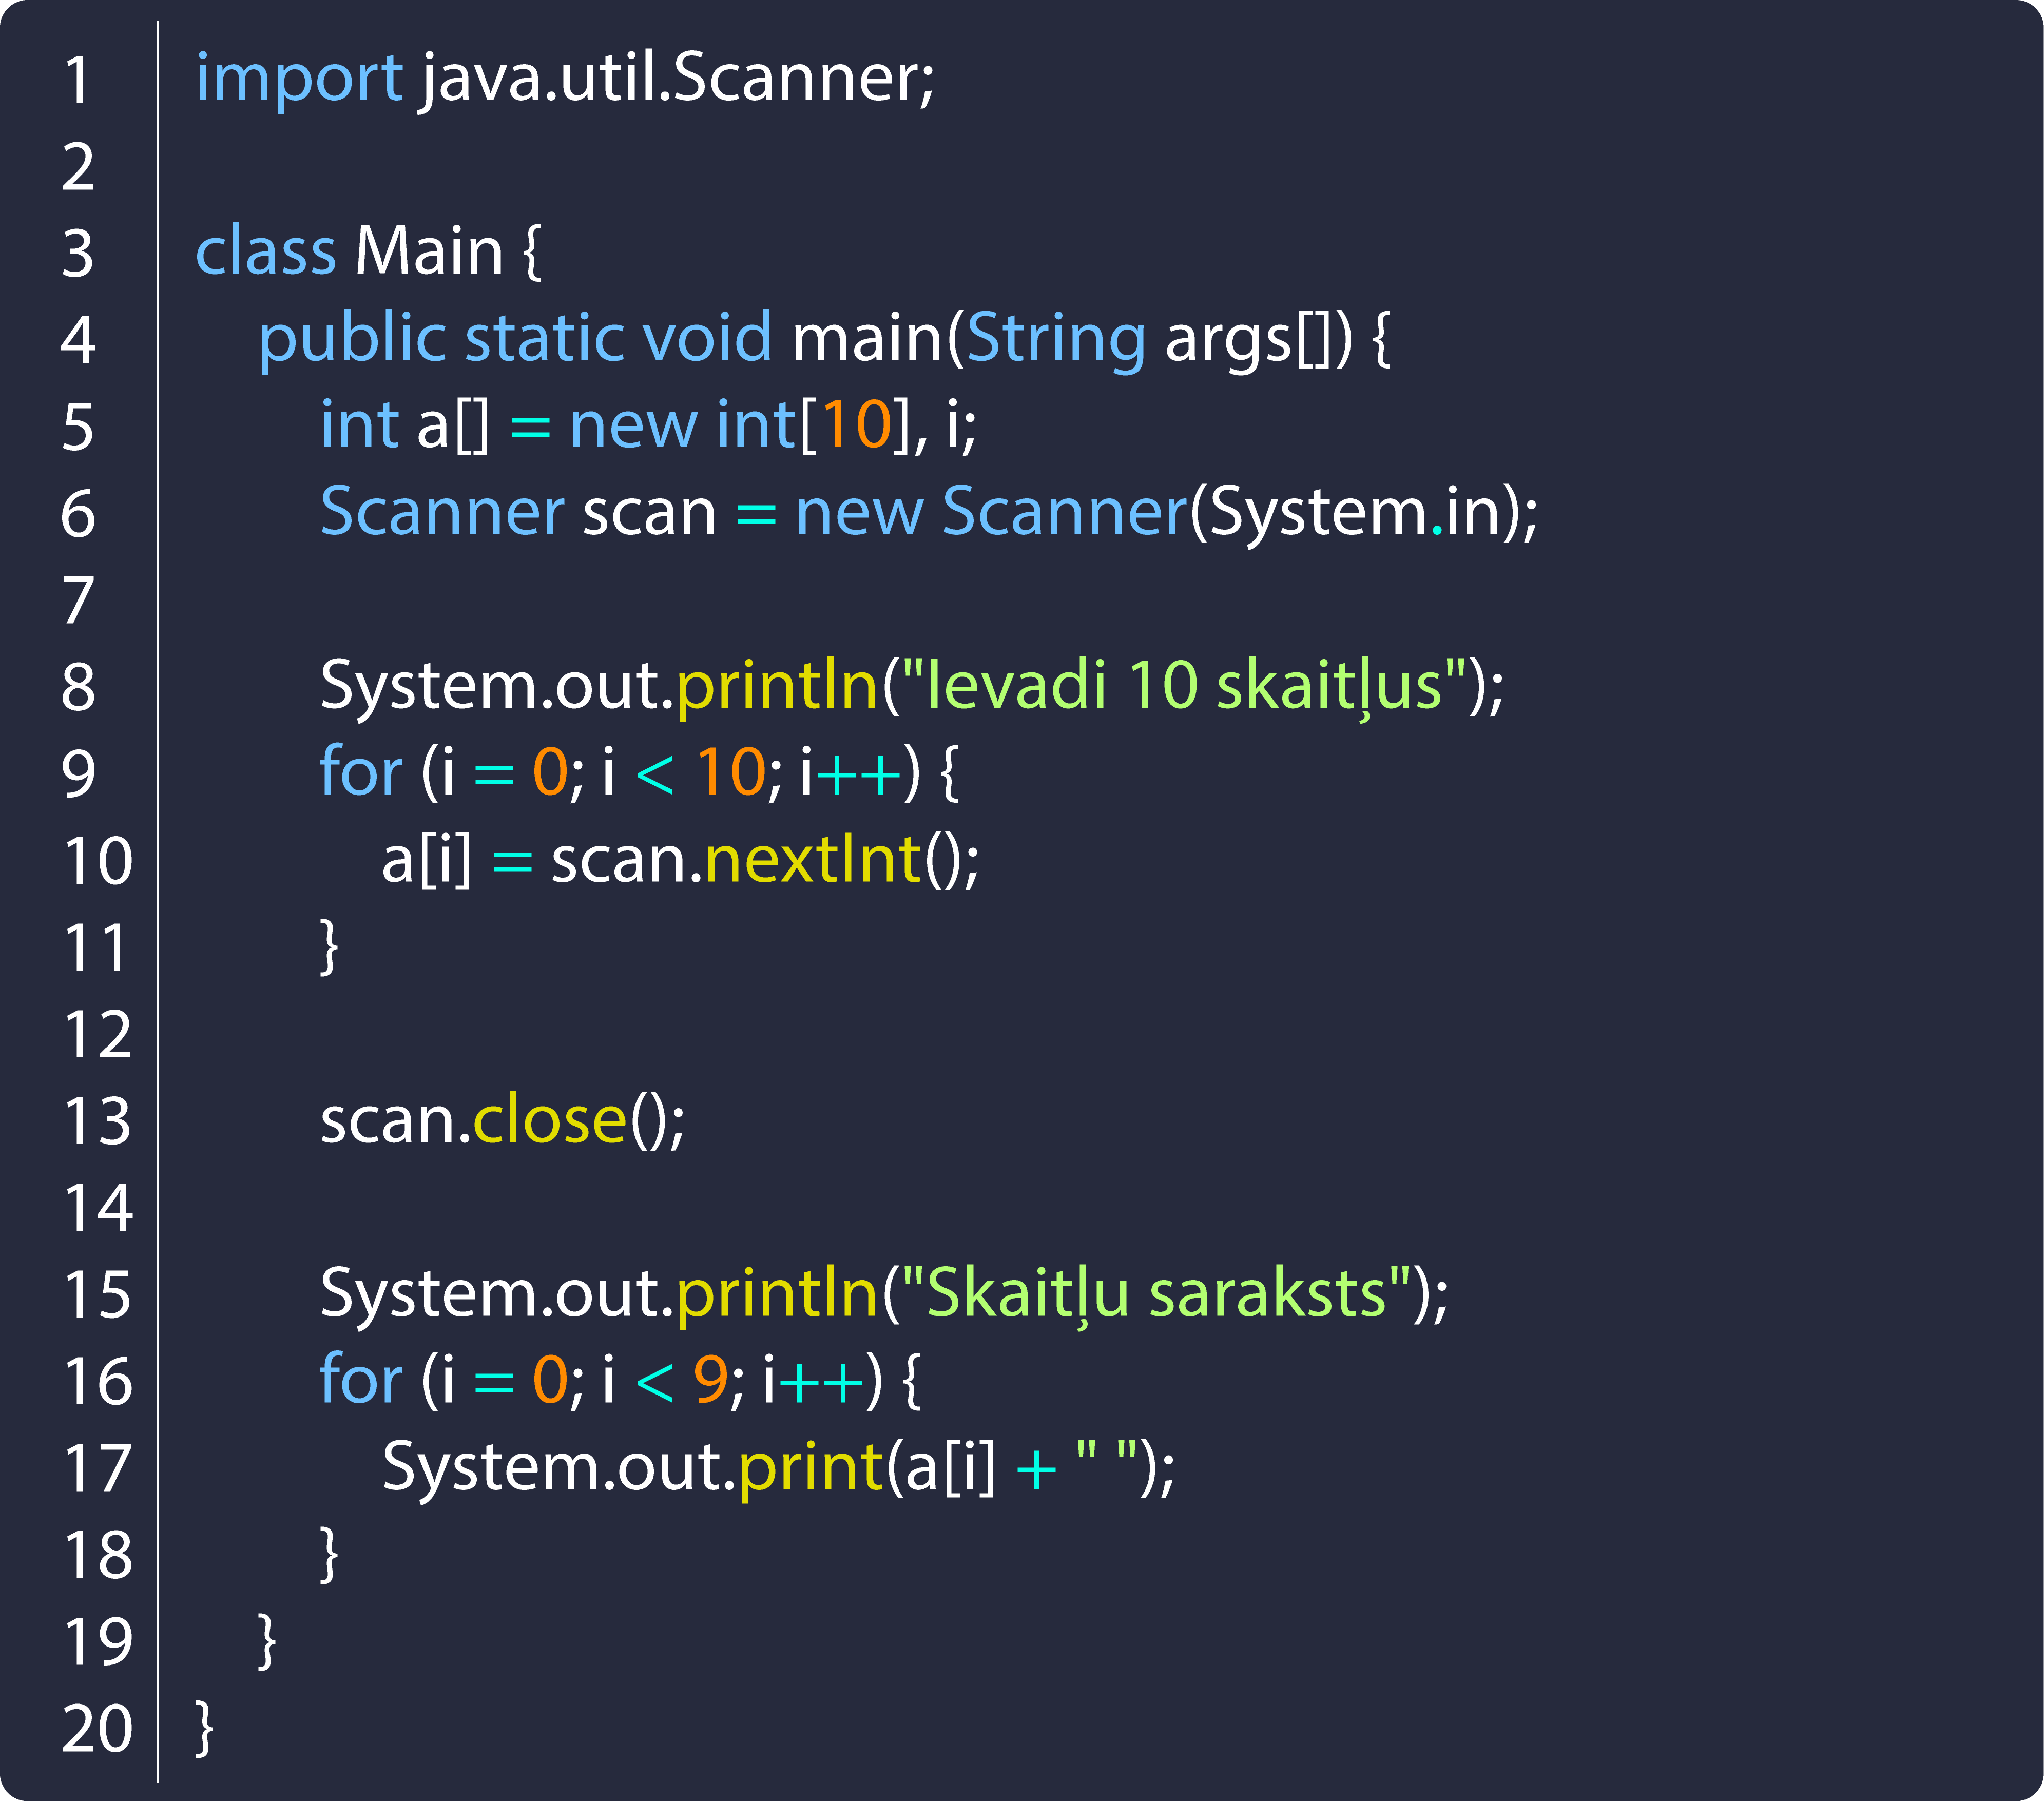 1 import java.util.Scanner;
2
3 class Main {
4 public static void main(String args[]) {
5 int a[] = new int[10], i;
6 Scanner scan = new Scanner(System.in);
7
8 System.out.println("Ievadi 10 skaitļus");
9 for (i = 0; i < 10; i++) {
10 a[i] = scan.nextInt();
11 }
12
13 scan.close();
14
15 System.out.println("Skaitļu saraksts");
16 for (i = 0; i < 9; i++) {
17 System.out.print(a[i] + " ");
18 }
19 }
20 }